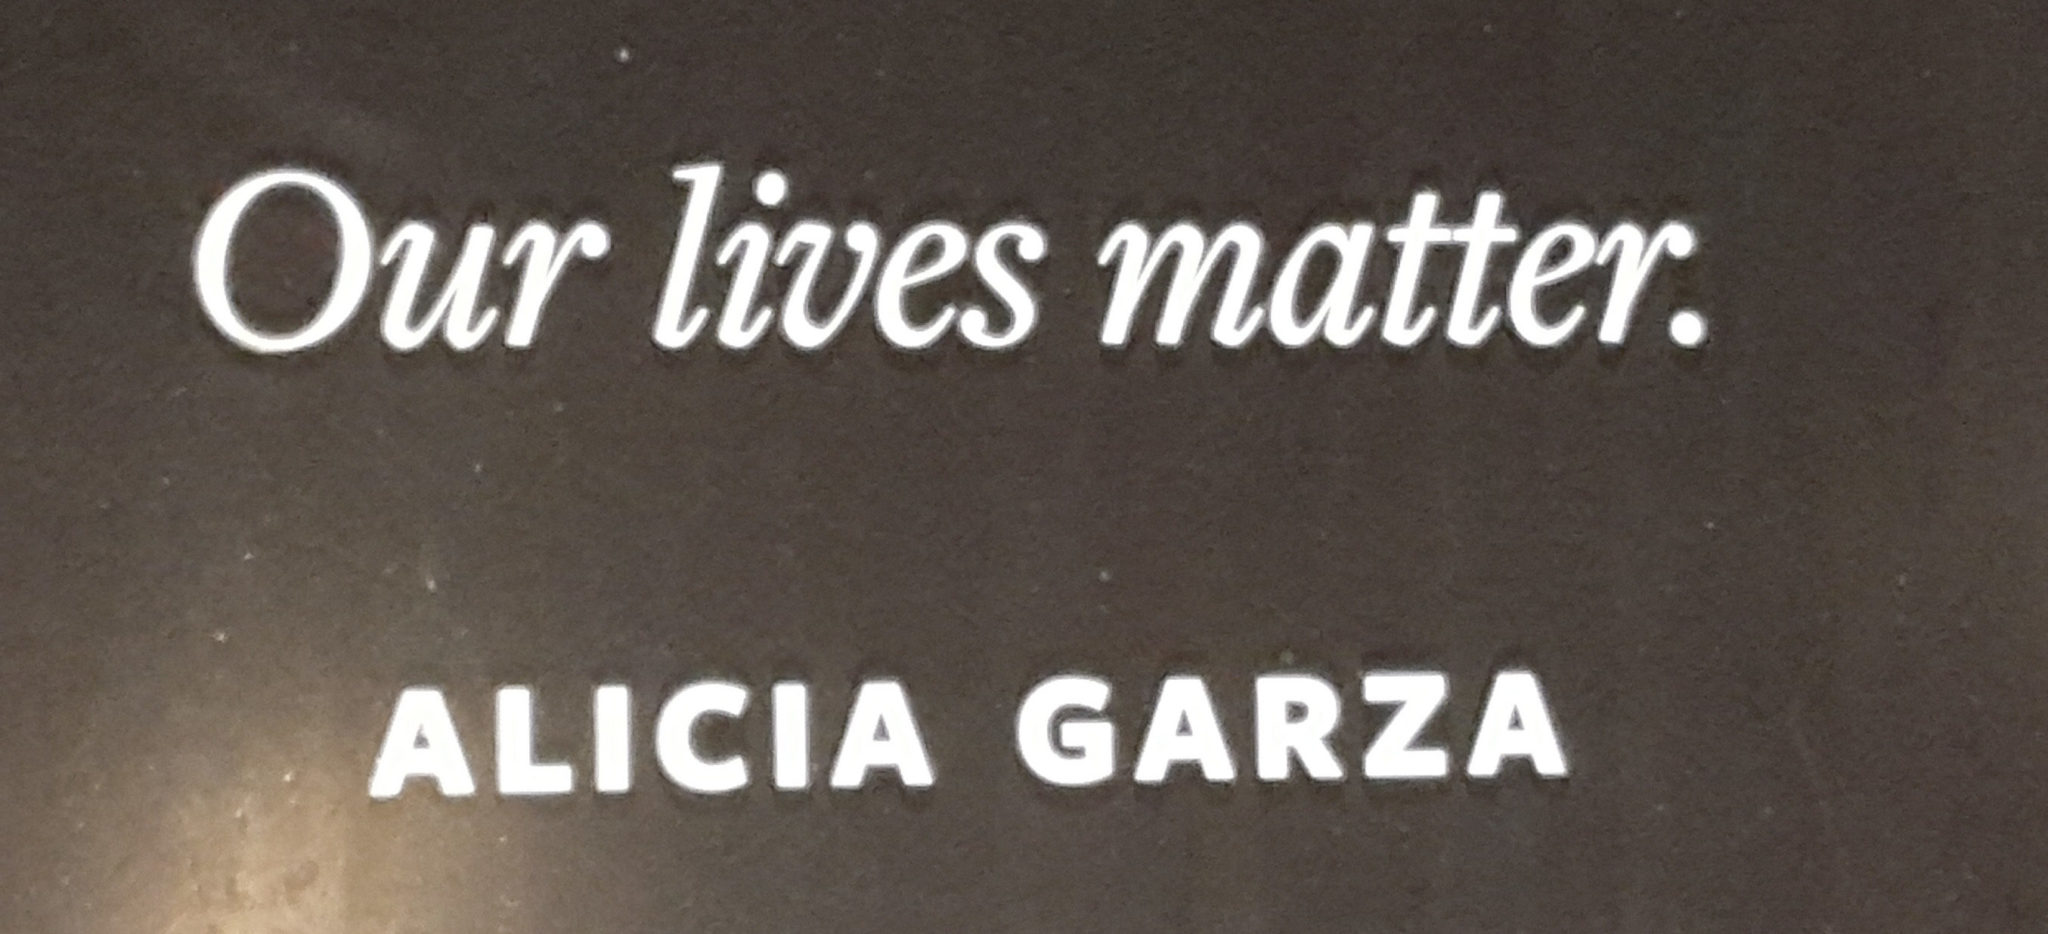 Our lives matter.
ALICIA GARZA